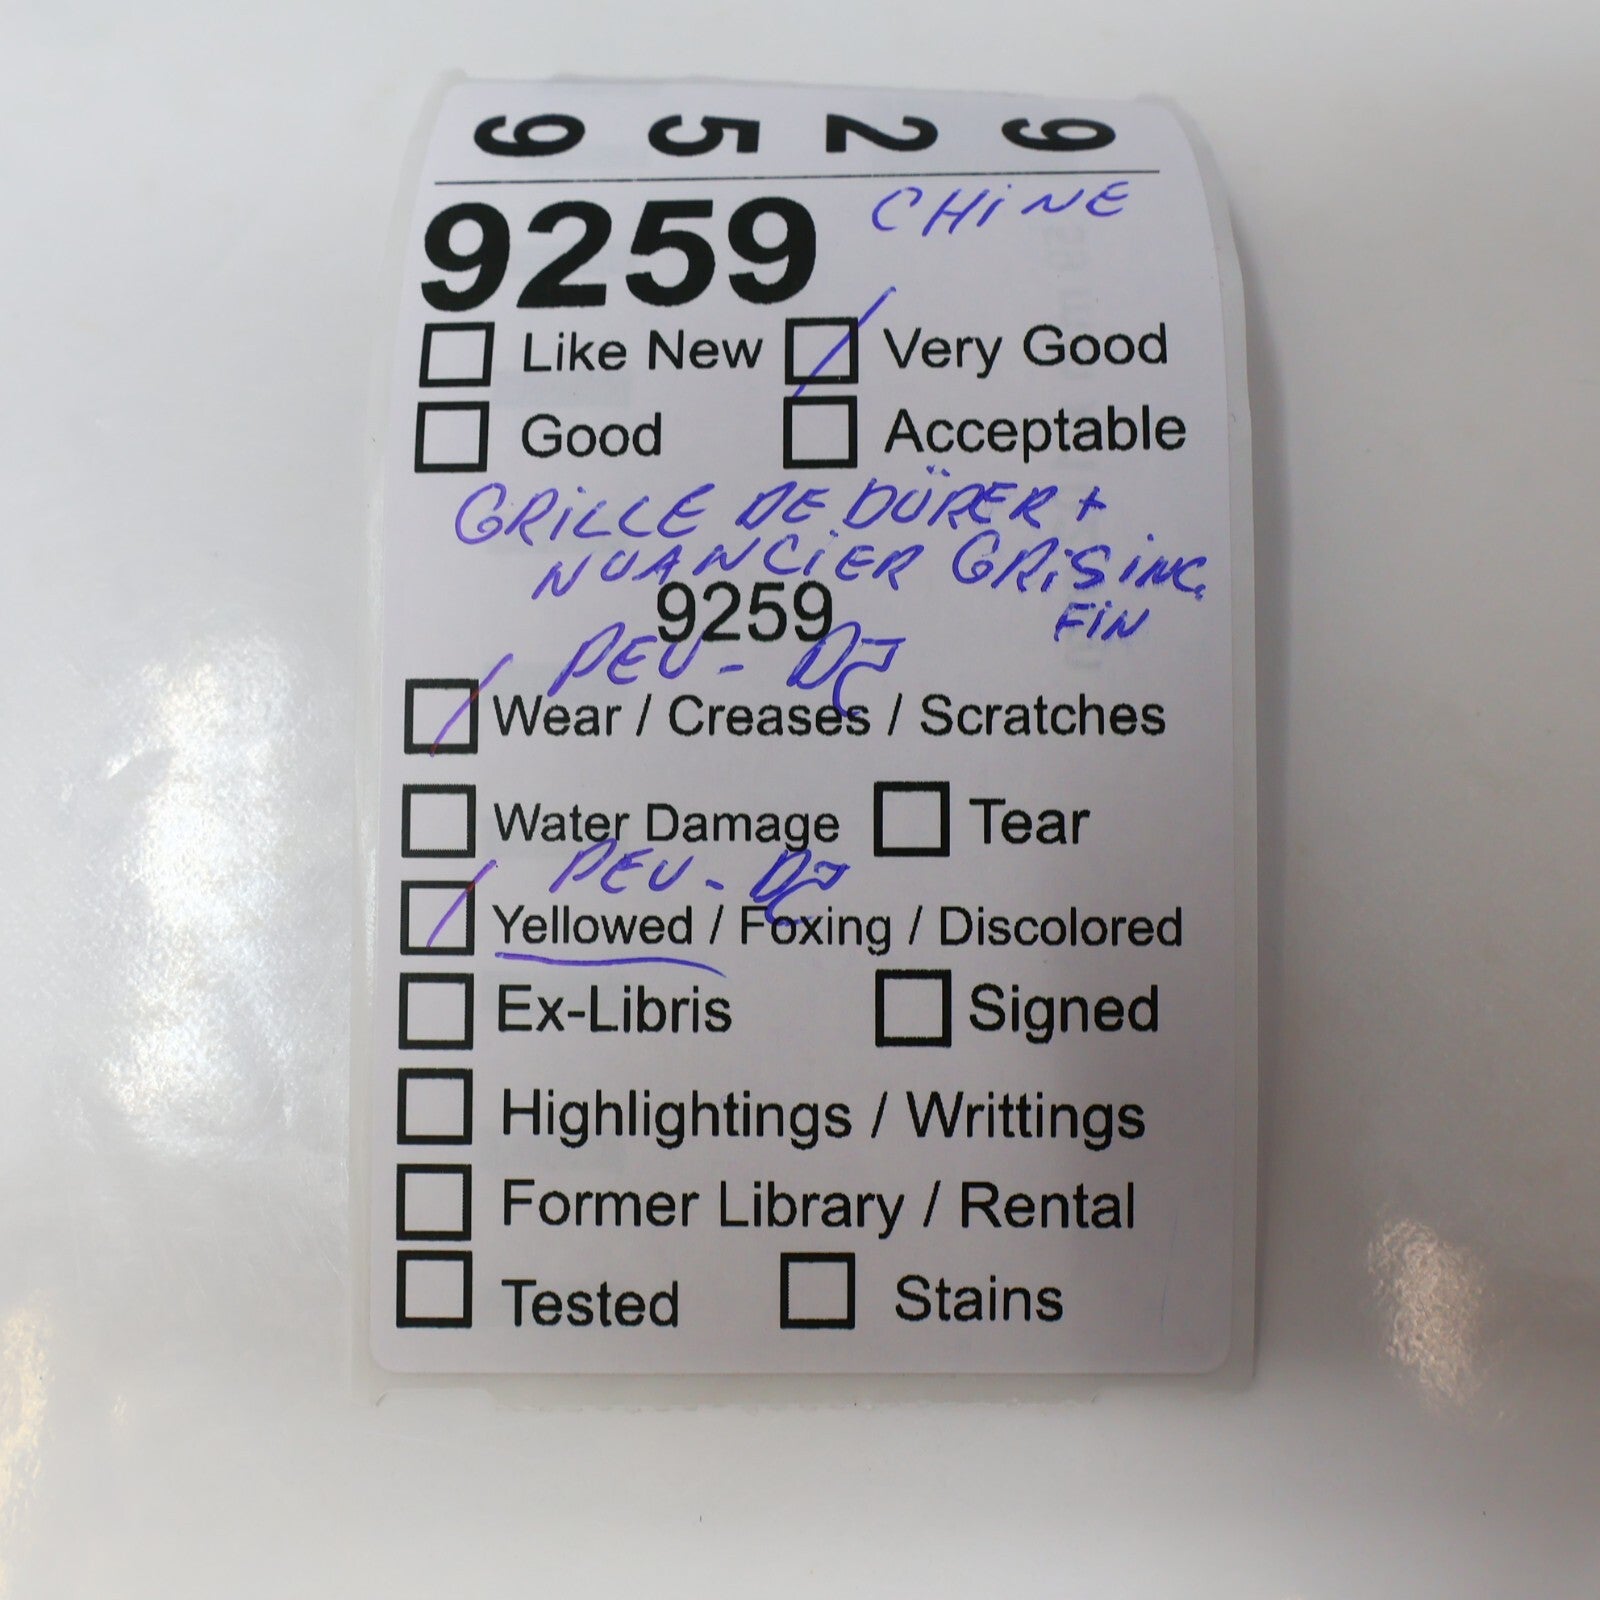 9 5 2 9
9259 CHINE
Like New Very Good
Good Acceptable
GRILLE DE DÜRER +
NUANCIER GRIS INC.
FIN
9259
PEU - DJ
Wear / Creases / Scratches
Water Damage Tear
PEU - DJ
Yellowed / Foxing / Discolored
Ex-Libris Signed
Highlightings / Writtings
Former Library / Rental
Tested Stains